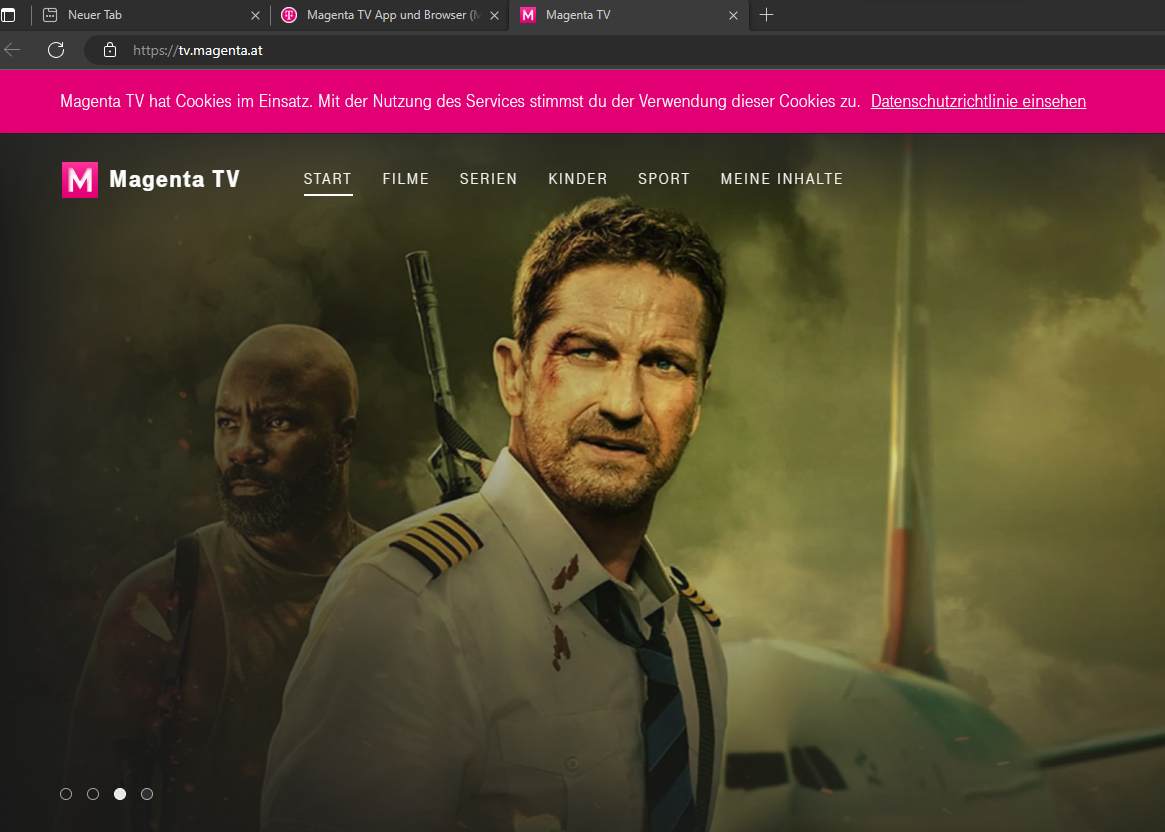 Neuer Tab
Magenta TV App und Browser (
Magenta TV
https://tv.magenta.at
Magenta TV hat Cookies im Einsatz. Mit der Nutzung des Services stimmst du der Verwendung dieser Cookies zu. Datenschutzrichtlinie einsehen
M Magenta TV START FILME SERIEN KINDER SPORT MEINE INHALTE